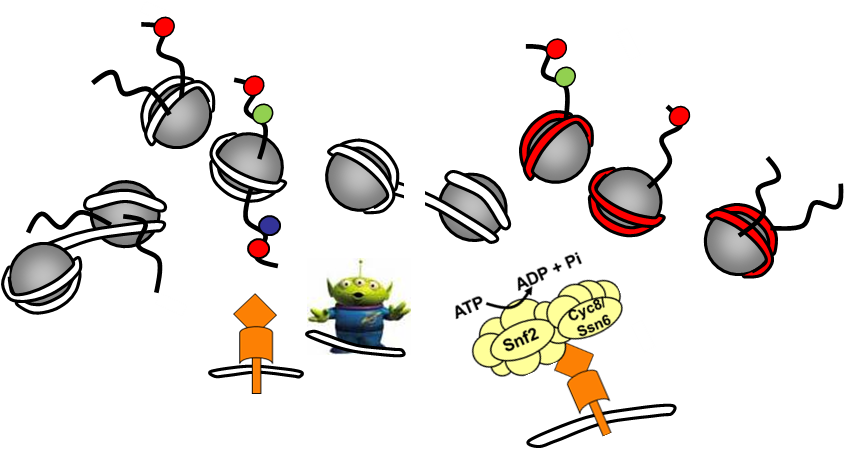 ATP
ADP + Pi
Snf2
Cyc8/
Ssn6